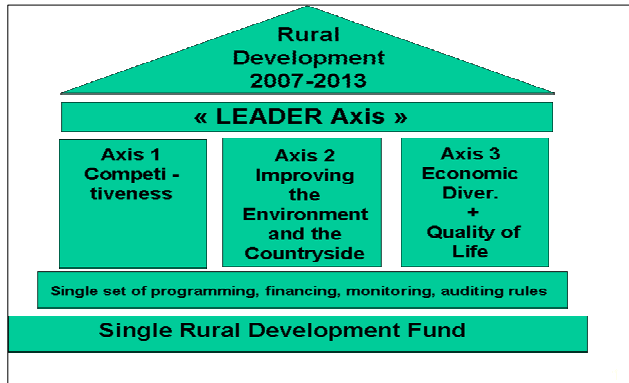 Rural
Development
2007-2013
« LEADER Axis »
Axis 1
Competi -
tiveness
Axis 2
Improving
the
Environment
and the
Countryside
Axis 3
Economic
Diver.
+
Quality of
Life
Single set of programming, financing, monitoring, auditing rules
Single Rural Development Fund